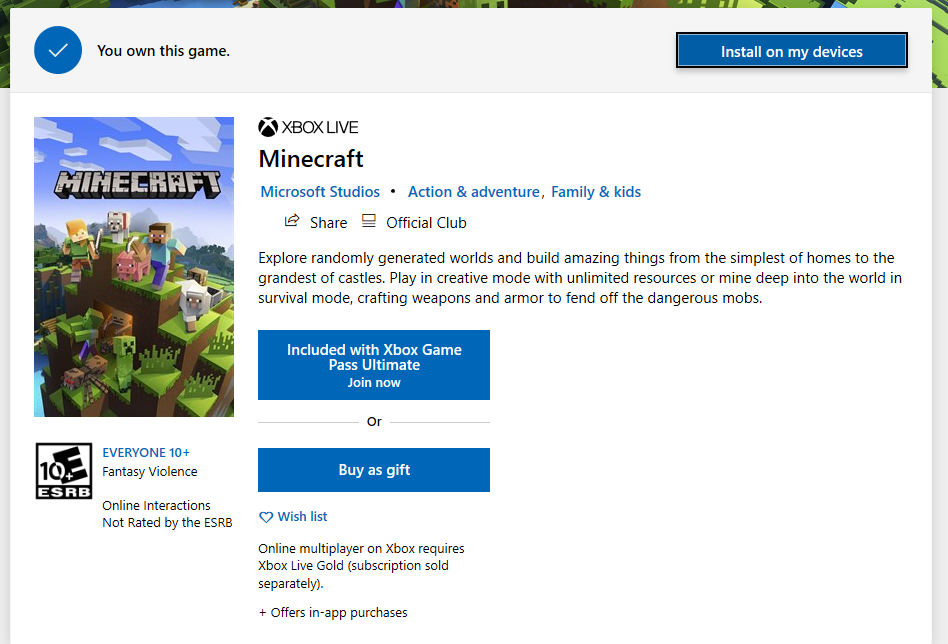 You own this game.
Install on my devices
MINECRAFT
XBOX LIVE
Minecraft
Microsoft Studios • Action & adventure, Family & kids
Share Official Club
Explore randomly generated worlds and build amazing things from the simplest of homes to the
grandest of castles. Play in creative mode with unlimited resources or mine deep into the world in
survival mode, crafting weapons and armor to fend off the dangerous mobs.
Included with Xbox Game
Pass Ultimate
Join now
Or
Buy as gift
Wish list
Online multiplayer on Xbox requires
Xbox Live Gold (subscription sold
separately).
+ Offers in-app purchases
10+
E
ESRB
EVERYONE 10+
Fantasy Violence
Online Interactions
Not Rated by the ESRB